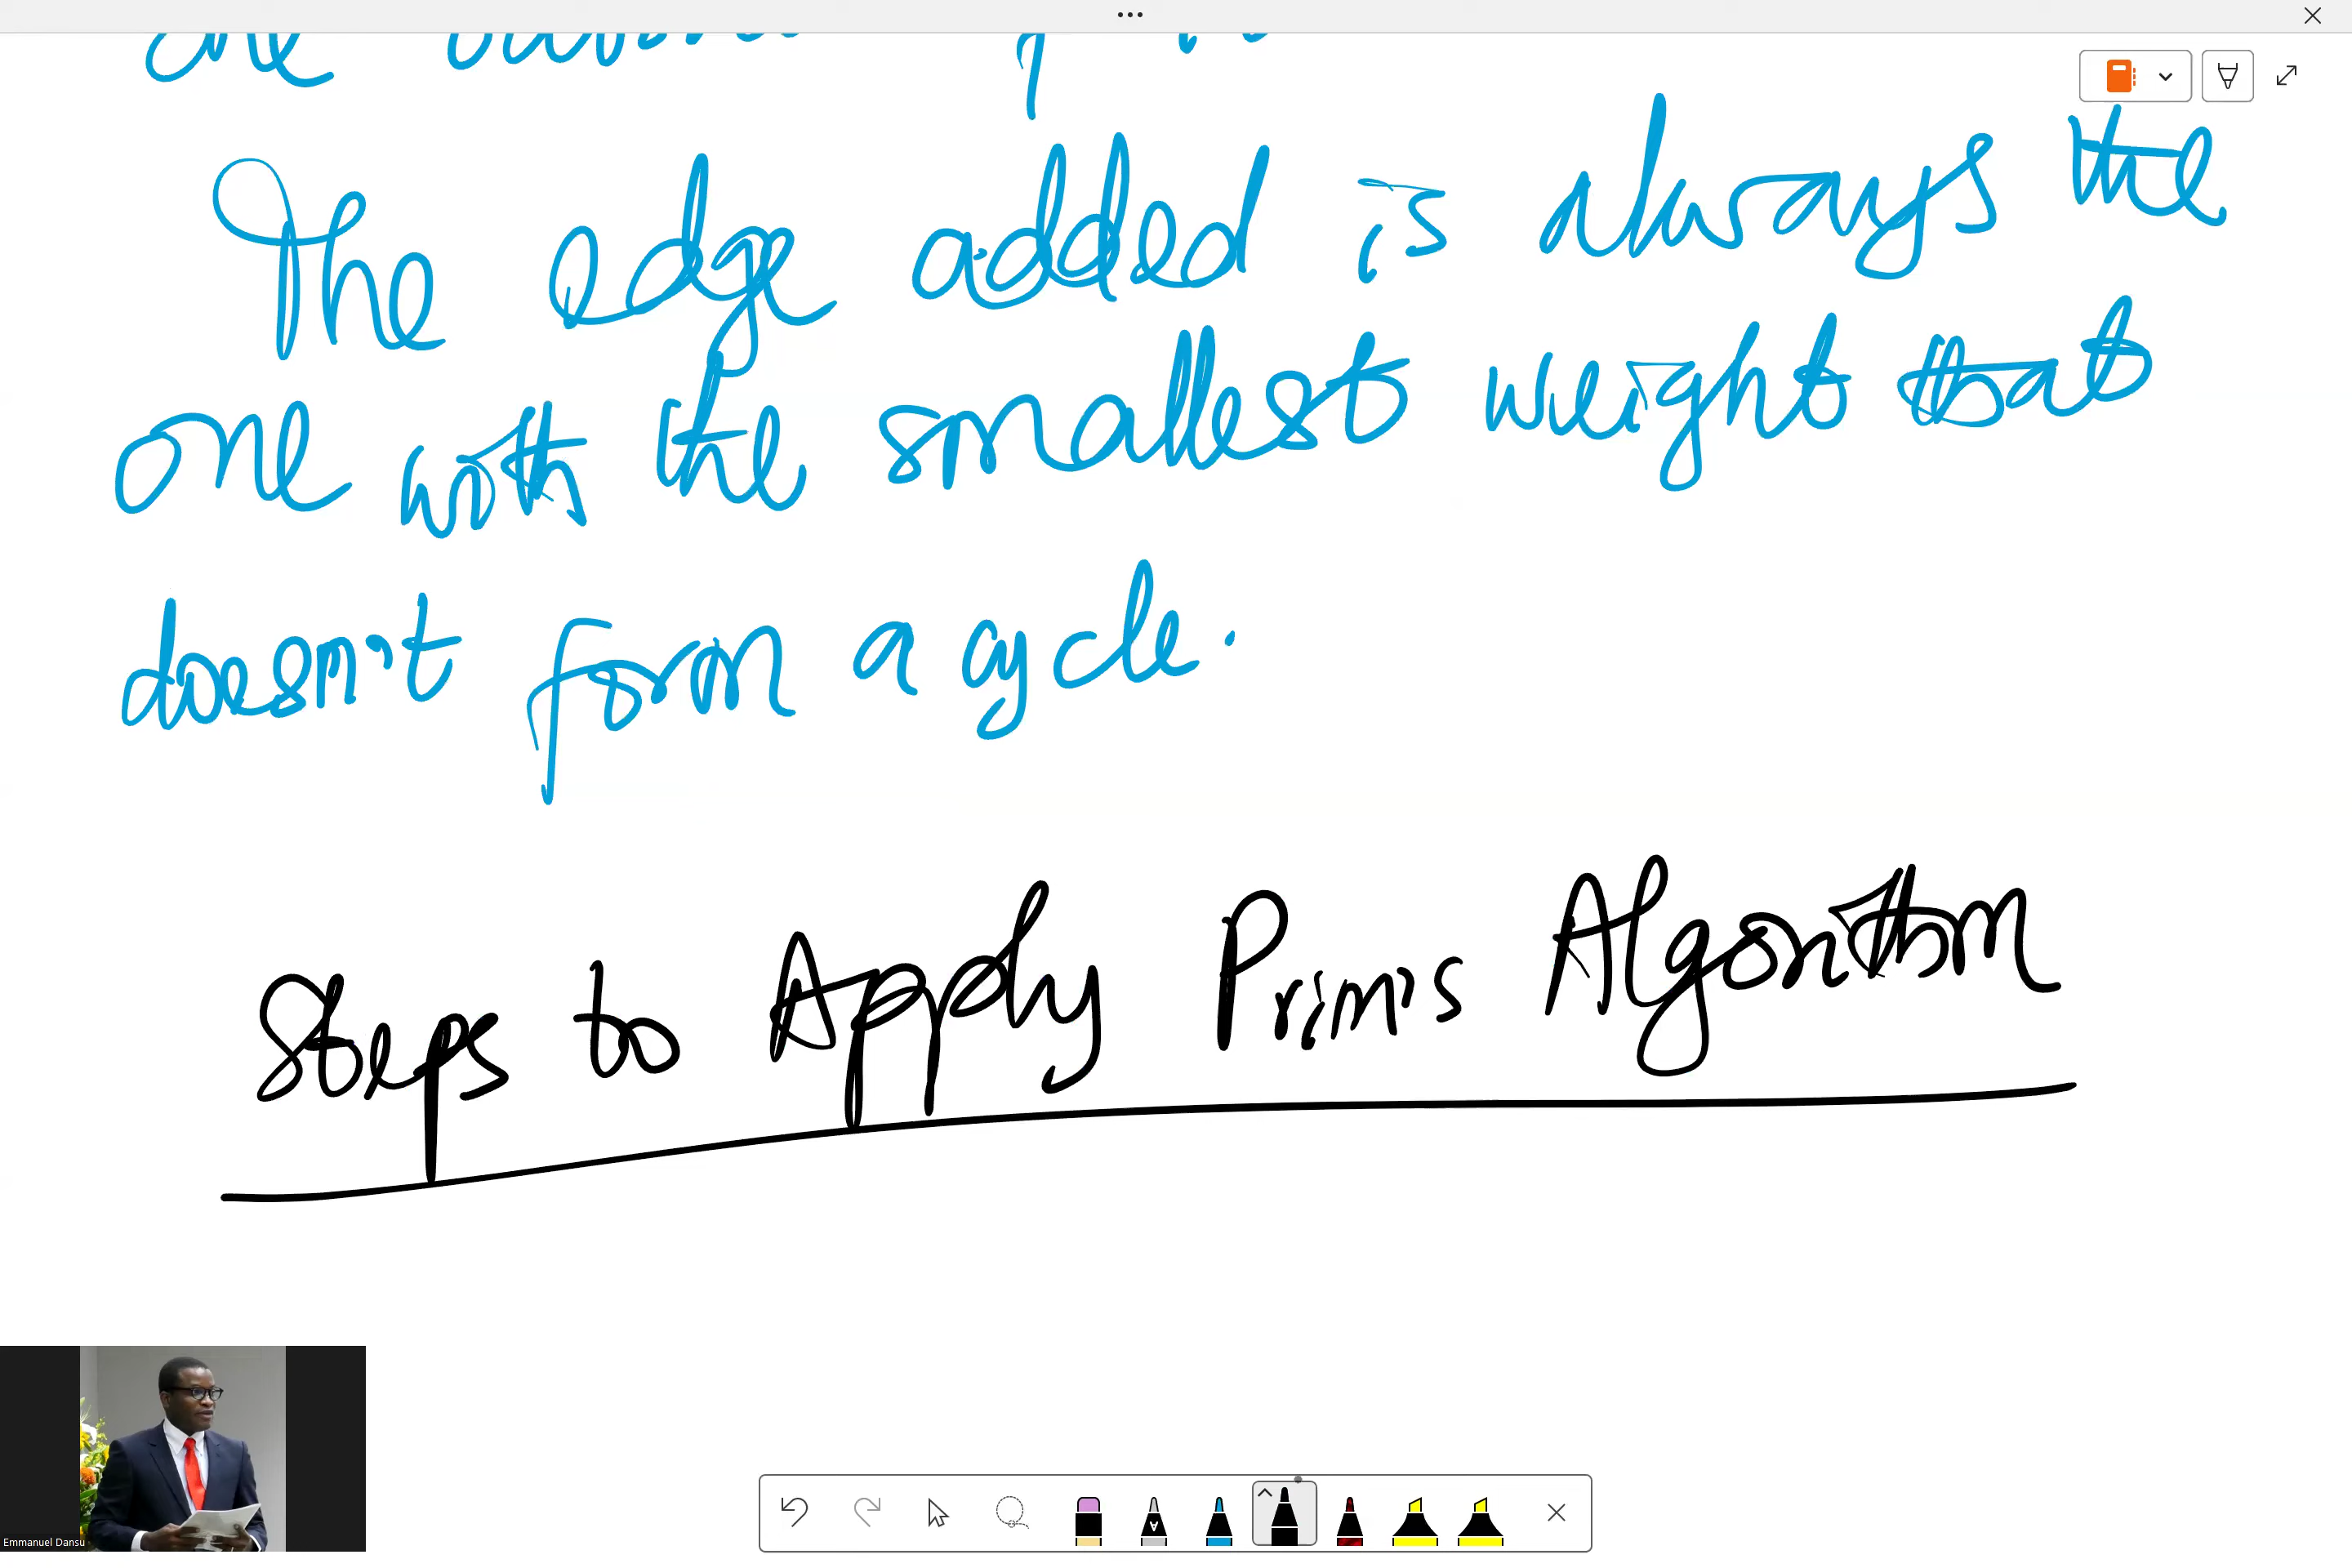 The edge added is always the
one with the smallest weight that
doesn't form a cycle.
Steps to Apply Prim's Algorithm
Emmanuel Dansu